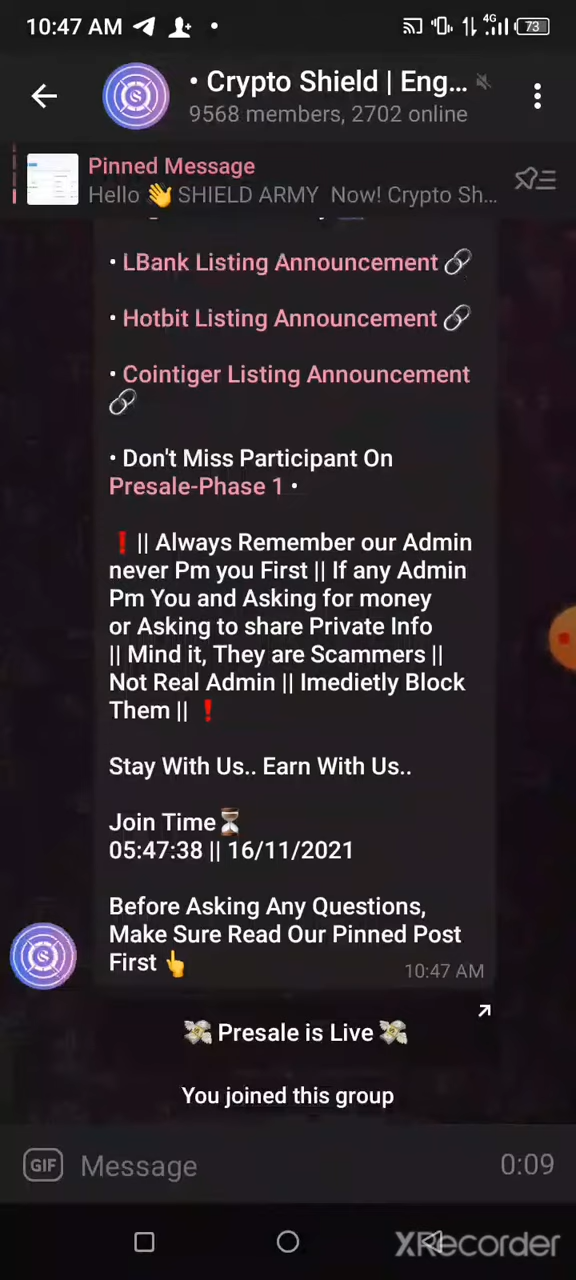 10:47 AM
4G
73
• Crypto Shield | Eng...
9568 members, 2702 online
Pinned Message
Hello 👋 SHIELD ARMY Now! Crypto Sh...
• LBank Listing Announcement 🔗
• Hotbit Listing Announcement 🔗
• Cointiger Listing Announcement
🔗
• Don't Miss Participant On
Presale-Phase 1 •
❗ || Always Remember our Admin
never Pm you First || If any Admin
Pm You and Asking for money
or Asking to share Private Info
|| Mind it, They are Scammers ||
Not Real Admin || Imedietly Block
Them || ❗
Stay With Us.. Earn With Us..
Join Time⏳
05:47:38 || 16/11/2021
Before Asking Any Questions,
Make Sure Read Our Pinned Post
First 👆
10:47 AM
💸 Presale is Live 💸
You joined this group
GIF Message 0:09
XRecorder